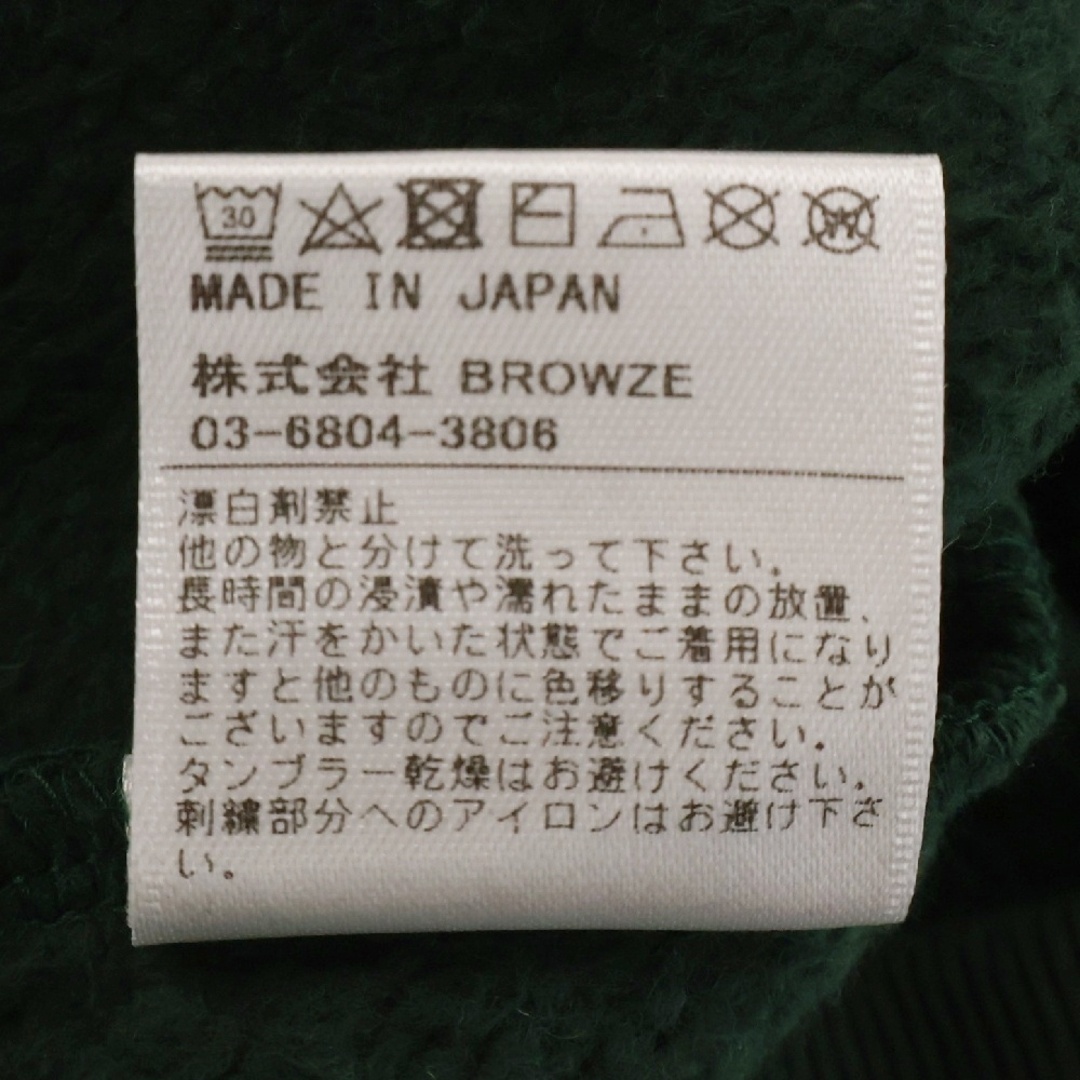 30
MADE IN JAPAN
株式会社 BROWZE
03-6804-3806
漂白剤禁止
他の物と分けて洗って下さい。
長時間の浸漬や濡れたままの放置、
また汗をかいた状態でご着用になり
ますと他のものに色移りすることが
ございますのでご注意ください。
タンブラー乾燥はお避けください。
刺繍部分へのアイロンはお避け下さ
い。